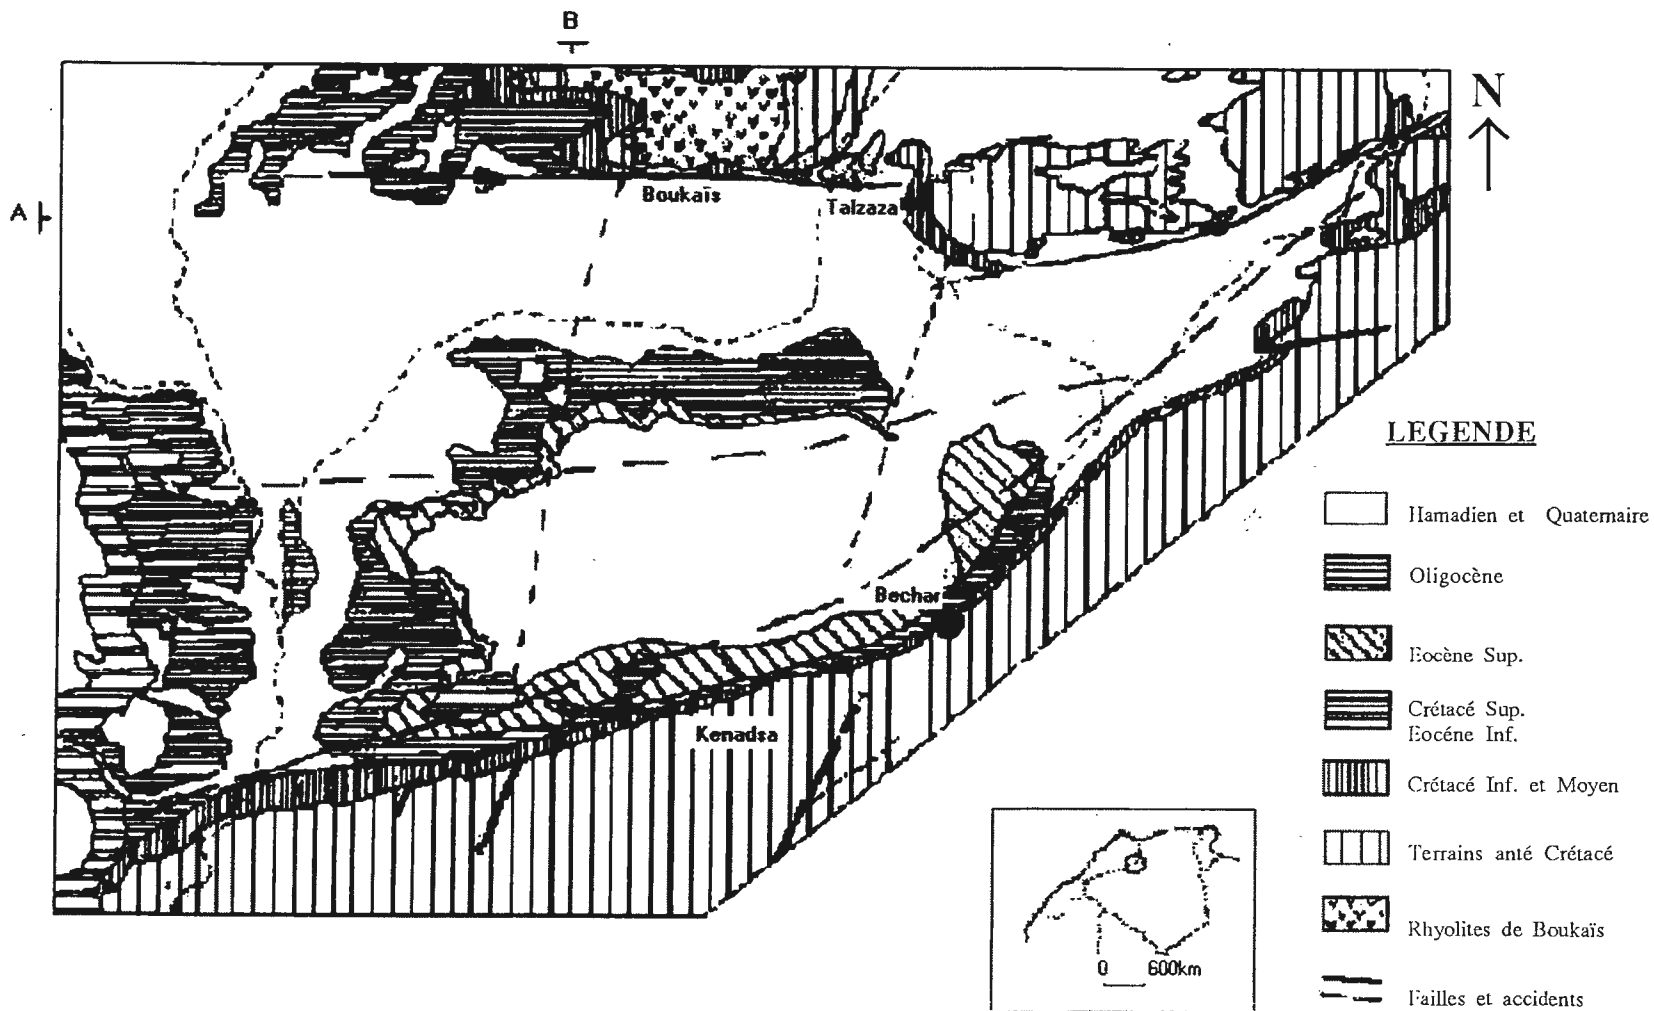 B
N
A
Boukaïs
Talzaza
Bechar
Kenadsa
LEGENDE
Hamadien et Quaternaire
Oligocène
Eocène Sup.
Crétacé Sup.
Eocéne Inf.
Crétacé Inf. et Moyen
Terrains anté Crétacé
Rhyolites de Boukaïs
Failles et accidents
0 600km